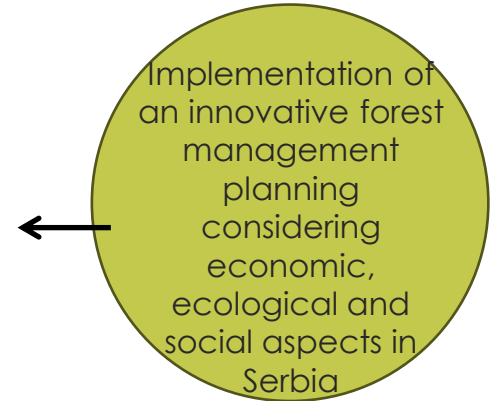 Implementation of
an innovative forest
management
planning
considering
economic,
ecological and
social aspects in
Serbia